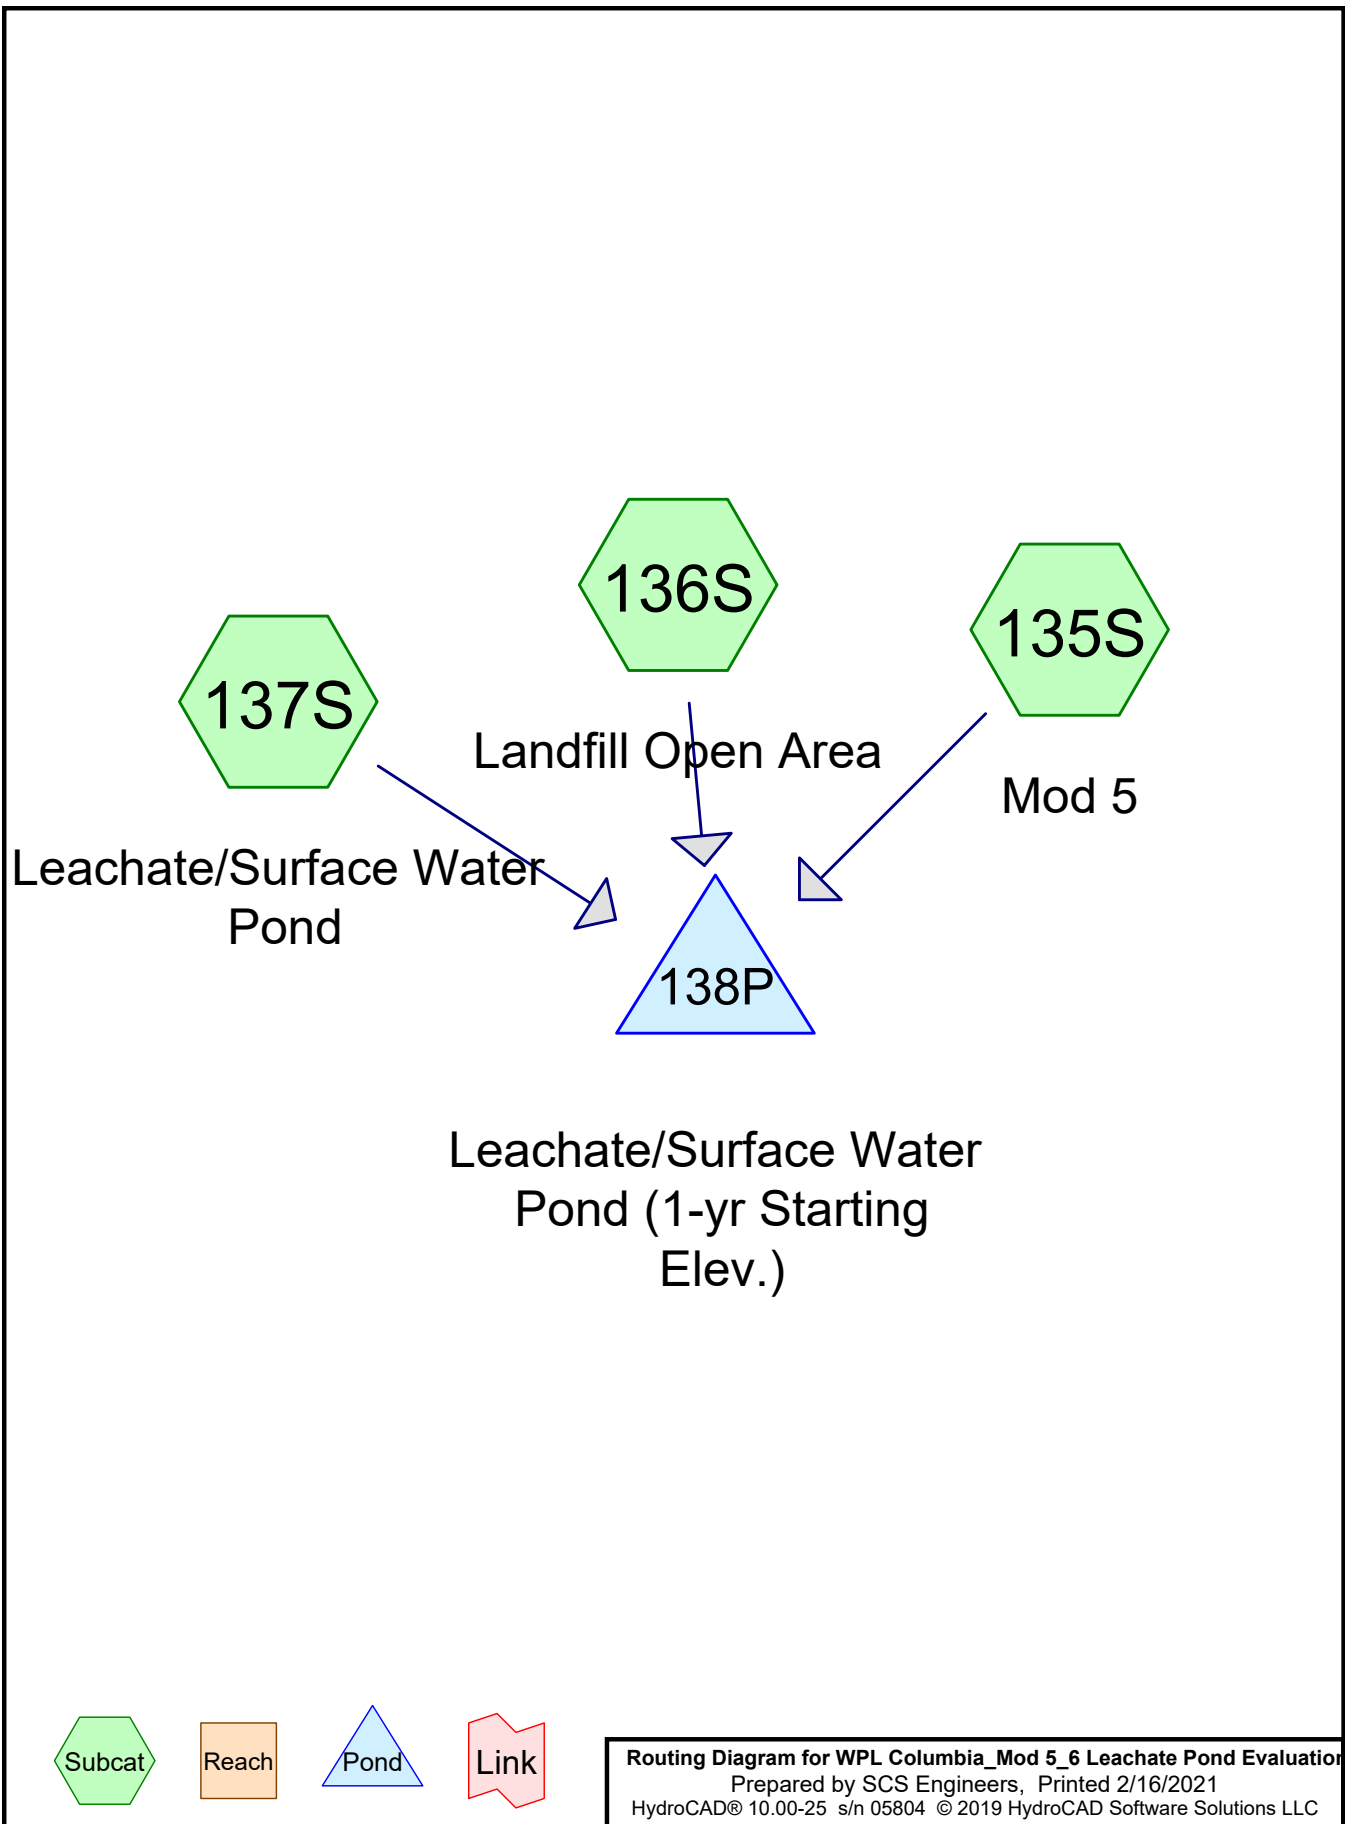 136S
135S
137S
Landfill Open Area
Mod 5
Leachate/Surface Water
Pond
138P
Leachate/Surface Water
Pond (1-yr Starting
Elev.)
Subcat
Reach
Pond
Link
Routing Diagram for WPL Columbia_Mod 5_6 Leachate Pond Evaluation
Prepared by SCS Engineers, Printed 2/16/2021
HydroCAD® 10.00-25 s/n 05804 © 2019 HydroCAD Software Solutions LLC